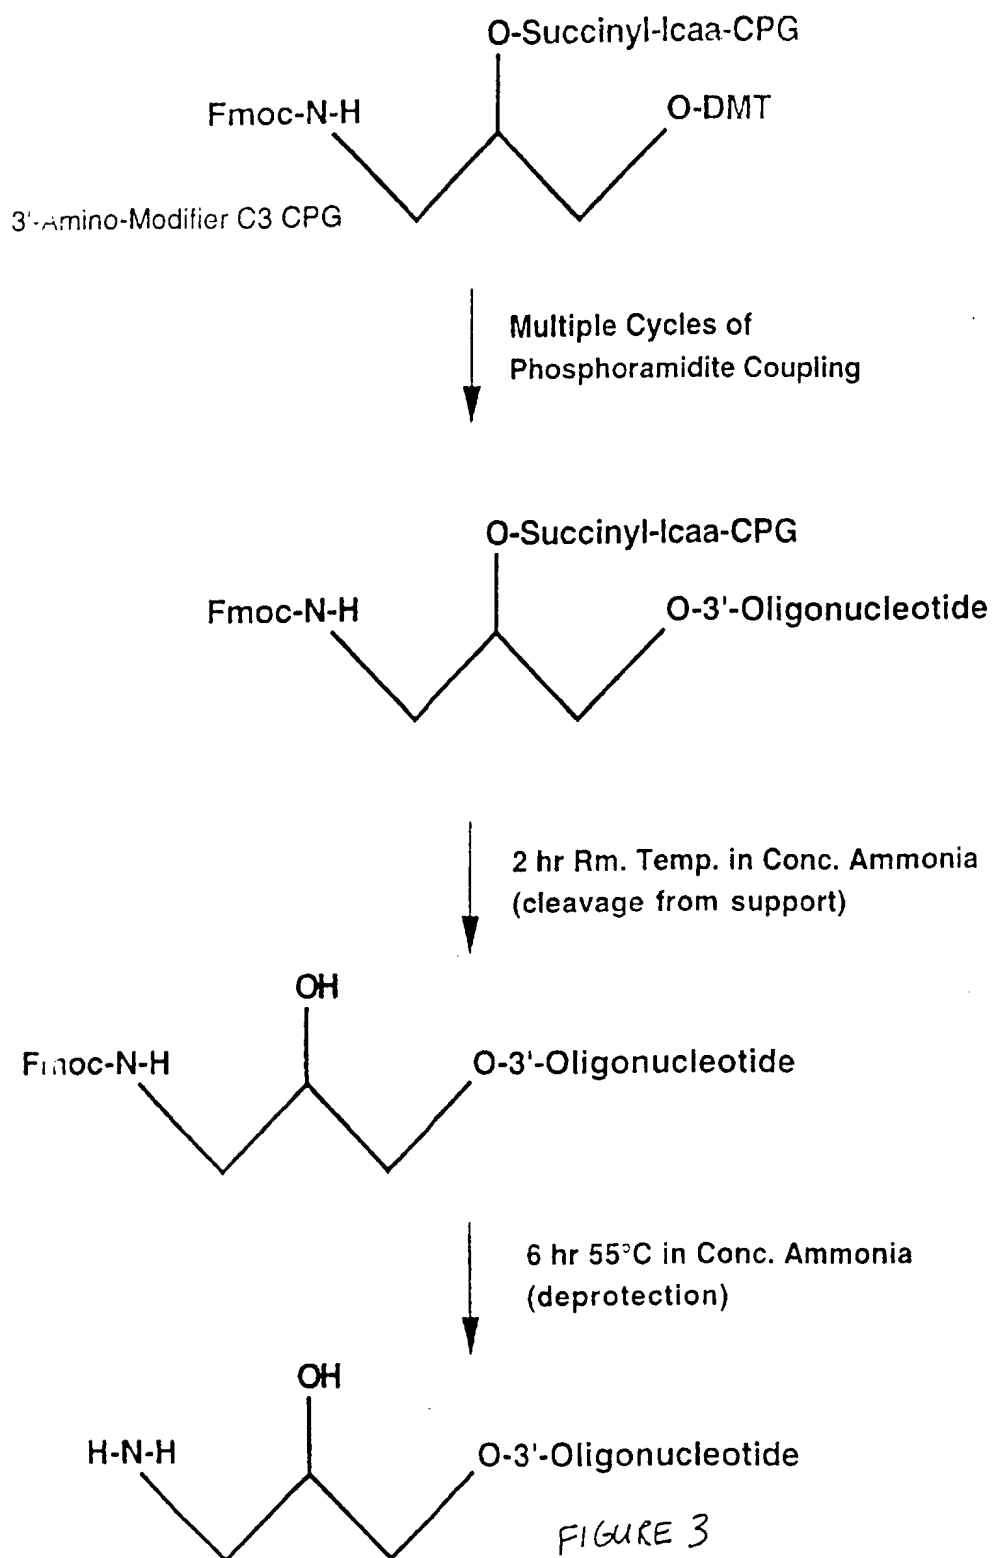 O-Succinyl-lcaa-CPG
Fmoc-N-H
O-DMT
3'-Amino-Modifier C3 CPG
Multiple Cycles of
Phosphoramidite Coupling
O-Succinyl-lcaa-CPG
Fmoc-N-H
O-3'-Oligonucleotide
2 hr Rm. Temp. in Conc. Ammonia
(cleavage from support)
OH
Fmoc-N-H
O-3'-Oligonucleotide
6 hr 55°C in Conc. Ammonia
(deprotection)
OH
H-N-H
O-3'-Oligonucleotide
FIGURE 3